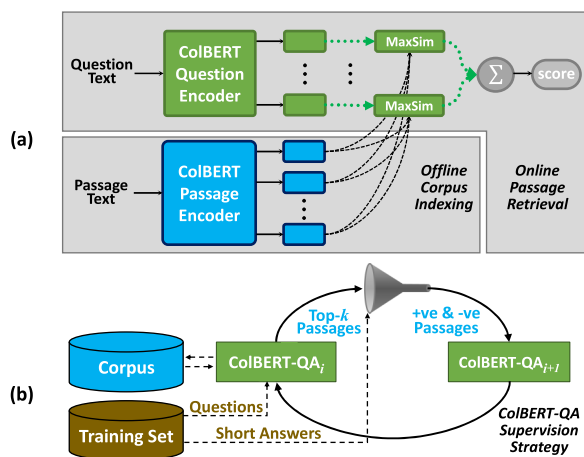 (a)
Question
Text
ColBERT
Question
Encoder
MaxSim
MaxSim
Σ
score
Passage
Text
ColBERT
Passage
Encoder
Offline
Corpus
Indexing
Online
Passage
Retrieval
(b)
Top-k
Passages
+ve & -ve
Passages
Corpus
ColBERT-QAi
ColBERT-QAi+1
Questions
Training Set
Short Answers
ColBERT-QA
Supervision
Strategy